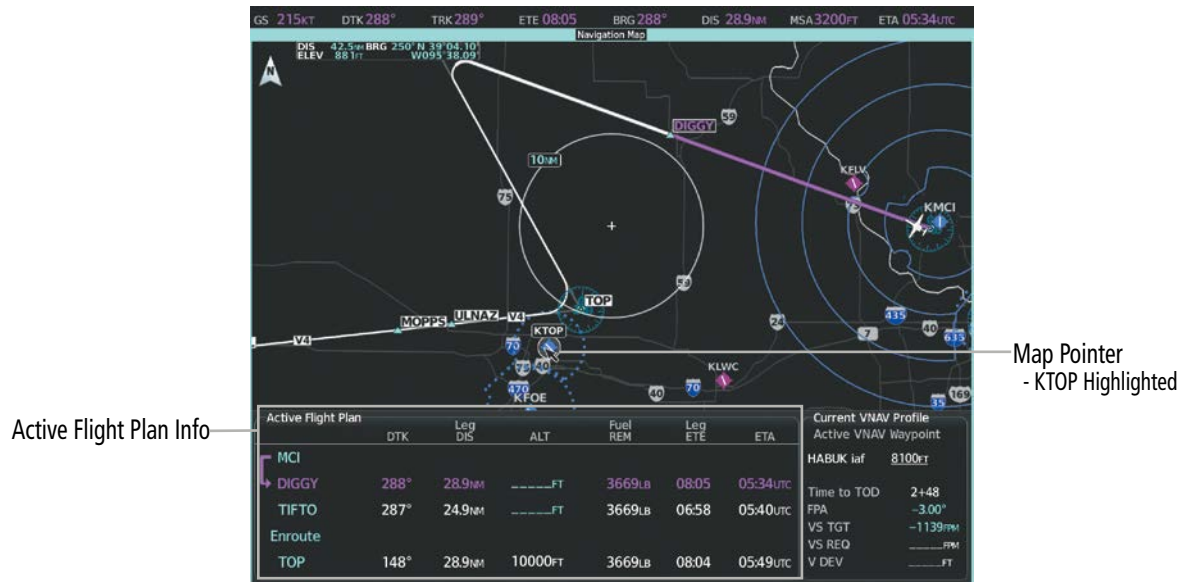 GS 215KT DTK 288° TRK 289° ETE 08:05 BRG 288° DIS 28.9NM MSA3200FT ETA 05:34UTC
Navigation Map
DIS 42.5NM BRG 250° N 39°04.10'
ELEV 881FT W095°38.09'
N
59
DIGGY
10NM
KFLV
75
75
KMCI
TOP
MOPPS
ULNAZ
V4
V4
KTOP
70
75
40
24
7
435
40
635
KLWC
40
70
470
KFOE
35
169
Map Pointer
- KTOP Highlighted
Active Flight Plan Info
Active Flight Plan
DTK Leg DIS ALT Fuel REM Leg ETE ETA
MCI
DIGGY 288° 28.9NM _____FT 3669LB 08:05 05:34UTC
TIFTO 287° 24.9NM _____FT 3669LB 06:58 05:40UTC
Enroute
TOP 148° 28.9NM 10000FT 3669LB 08:04 05:49UTC
Current VNAV Profile
Active VNAV Waypoint
HABUK iaf 8100FT
Time to TOD 2+48
FPA -3.00°
VS TGT -1139FPM
VS REQ _____FPM
V DEV _____FT